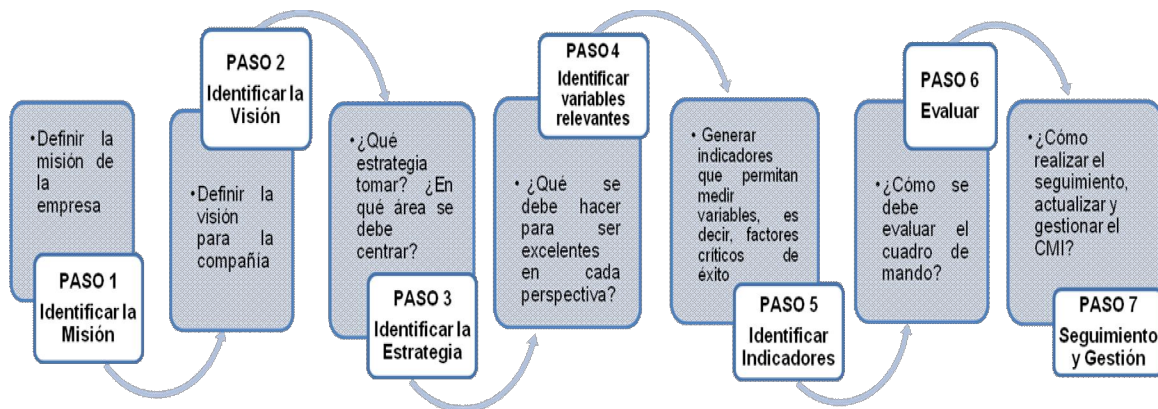 • Definir la
misión de
la
empresa
PASO 1
Identificar la
Misión
PASO 2
Identificar la
Visión
• Definir la
visión
para la
compañía
• ¿Qué
estrategia
tomar? ¿En
qué área se
debe
centrar?
PASO 3
Identificar la
Estrategia
PASO 4
Identificar
variables
relevantes
• ¿Qué se
debe hacer
para ser
excelentes
en cada
perspectiva?
• Generar
indicadores
que permitan
medir
variables, es
decir, factores
críticos de
éxito
PASO 5
Identificar
Indicadores
PASO 6
Evaluar
• ¿Cómo se
debe
evaluar el
cuadro de
mando?
• ¿Cómo
realizar el
seguimiento,
actualizar y
gestionar el
CMI?
PASO 7
Seguimiento
y Gestión